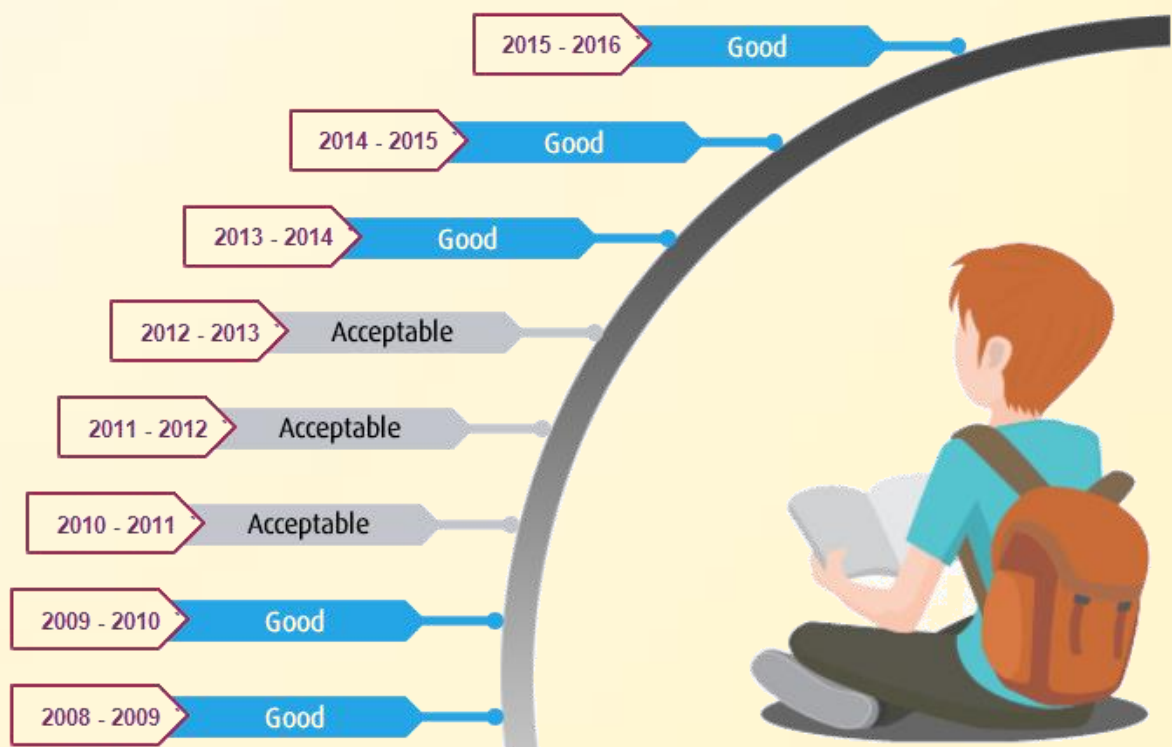 2015 - 2016 Good
2014 - 2015 Good
2013 - 2014 Good
2012 - 2013 Acceptable
2011 - 2012 Acceptable
2010 - 2011 Acceptable
2009 - 2010 Good
2008 - 2009 Good